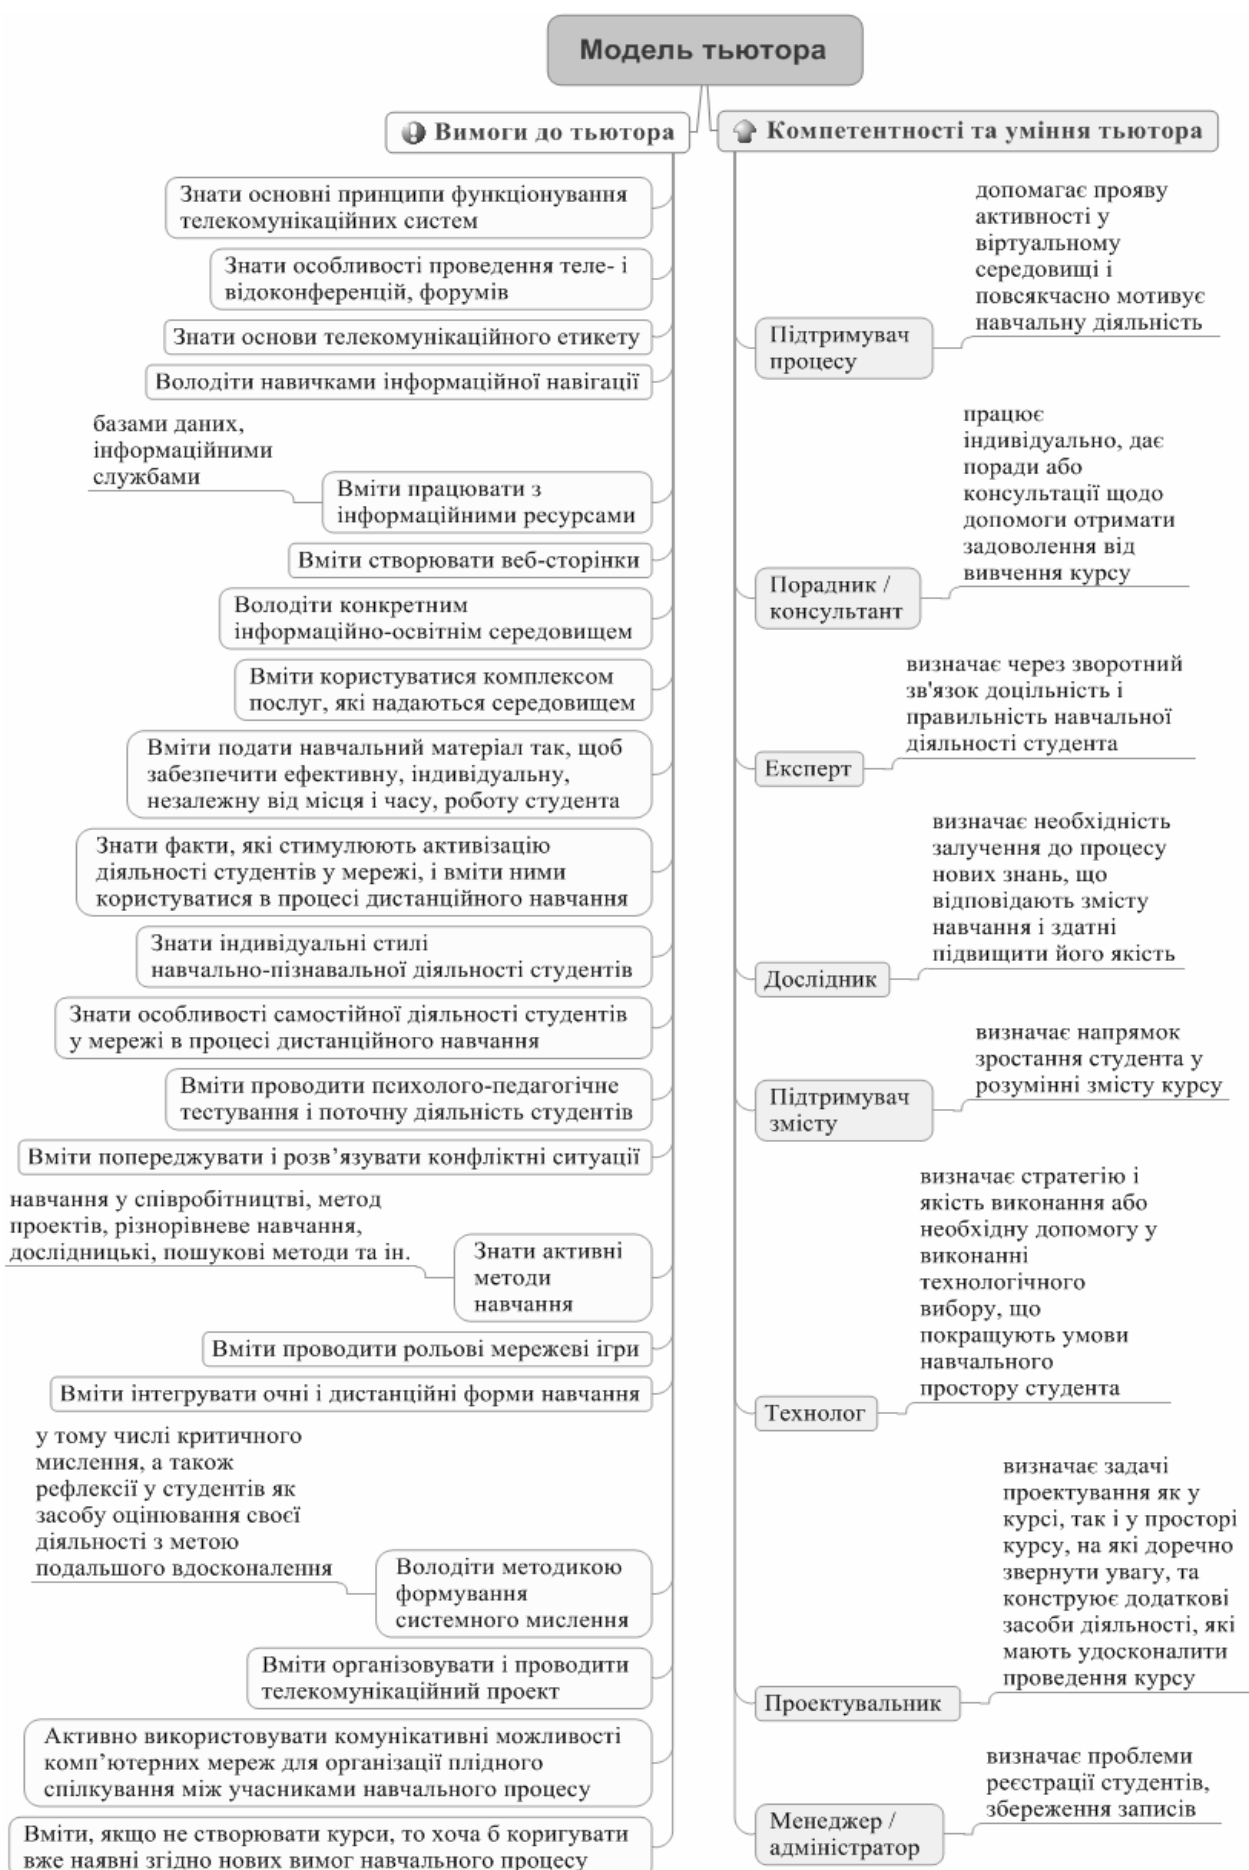 Модель тьютора
Вимоги до тьютора
Знати основні принципи функціонування
телекомунікаційних систем
Знати особливості проведення теле- і
відоконференцій, форумів
Знати основи телекомунікаційного етикету
Володіти навичками інформаційної навігації
базами даних,
інформаційними
службами
Вміти працювати з
інформаційними ресурсами
Вміти створювати веб-сторінки
Володіти конкретним
інформаційно-освітнім середовищем
Вміти користуватися комплексом
послуг, які надаються середовищем
Вміти подати навчальний матеріал так, щоб
забезпечити ефективну, індивідуальну,
незалежну від місця і часу, роботу студента
Знати факти, які стимулюють активізацію
діяльності студентів у мережі, і вміти ними
користуватися в процесі дистанційного навчання
Знати індивідуальні стилі
навчально-пізнавальної діяльності студентів
Знати особливості самостійної діяльності студентів
у мережі в процесі дистанційного навчання
Вміти проводити психолого-педагогічне
тестування і поточну діяльність студентів
Вміти попереджувати і розв’язувати конфліктні ситуації
навчання у співробітництві, метод
проектів, різнорівневе навчання,
дослідницькі, пошукові методи та ін.
Знати активні
методи
навчання
Вміти проводити рольові мережеві ігри
Вміти інтегрувати очні і дистанційні форми навчання
у тому числі критичного
мислення, а також
рефлексії у студентів як
засобу оцінювання своєї
діяльності з метою
подальшого вдосконалення
Володіти методикою
формування
системного мислення
Вміти організовувати і проводити
телекомунікаційний проект
Активно використовувати комунікативні можливості
комп’ютерних мереж для організації плідного
спілкування між учасниками навчального процесу
Вміти, якщо не створювати курси, то хоча б коригувати
вже наявні згідно нових вимог навчального процесу
Компетентності та уміння тьютора
допомагає прояву
активності у
віртуальному
середовищі і
повсякчасно мотивує
навчальну діяльність
Підтримувач
процесу
працює
індивідуально, дає
поради або
консультації щодо
допомоги отримати
задоволення від
вивчення курсу
Порадник /
консультант
визначає через зворотний
зв'язок доцільність і
правильність навчальної
діяльності студента
Експерт
визначає необхідність
залучення до процесу
нових знань, що
відповідають змісту
навчання і здатні
підвищити його якість
Дослідник
визначає напрямок
зростання студента у
розумінні змісту курсу
Підтримувач
змісту
визначає стратегію і
якість виконання або
необхідну допомогу у
виконанні
технологічного
вибору, що
покращують умови
навчального
простору студента
Технолог
визначає задачі
проектування як у
курсі, так і у просторі
курсу, на які доречно
звернути увагу, та
конструює додаткові
засоби діяльності, які
мають удосконалити
проведення курсу
Проектувальник
визначає проблеми
реєстрації студентів,
збереження записів
Менеджер /
адміністратор